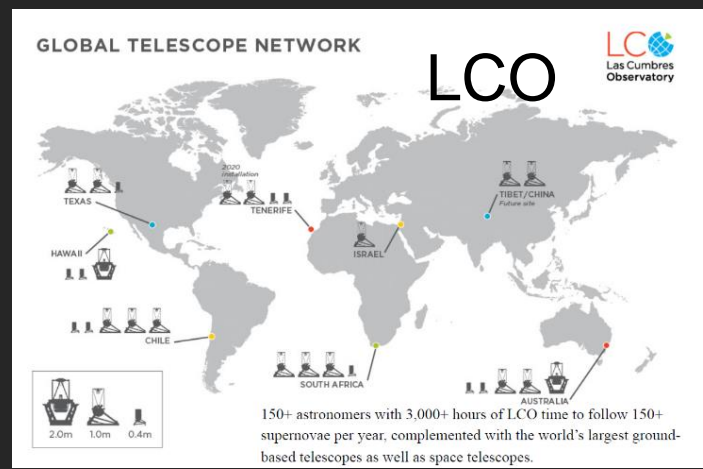 GLOBAL TELESCOPE NETWORK
LCO
LCO
Las Cumbres
Observatory
2020
installation
TEXAS
TENERIFE
TIBET/CHINA
Future site
HAWAII
ISRAEL
CHILE
SOUTH AFRICA
AUSTRALIA
2.0m 1.0m 0.4m
150+ astronomers with 3,000+ hours of LCO time to follow 150+
supernovae per year, complemented with the world’s largest ground-
based telescopes as well as space telescopes.